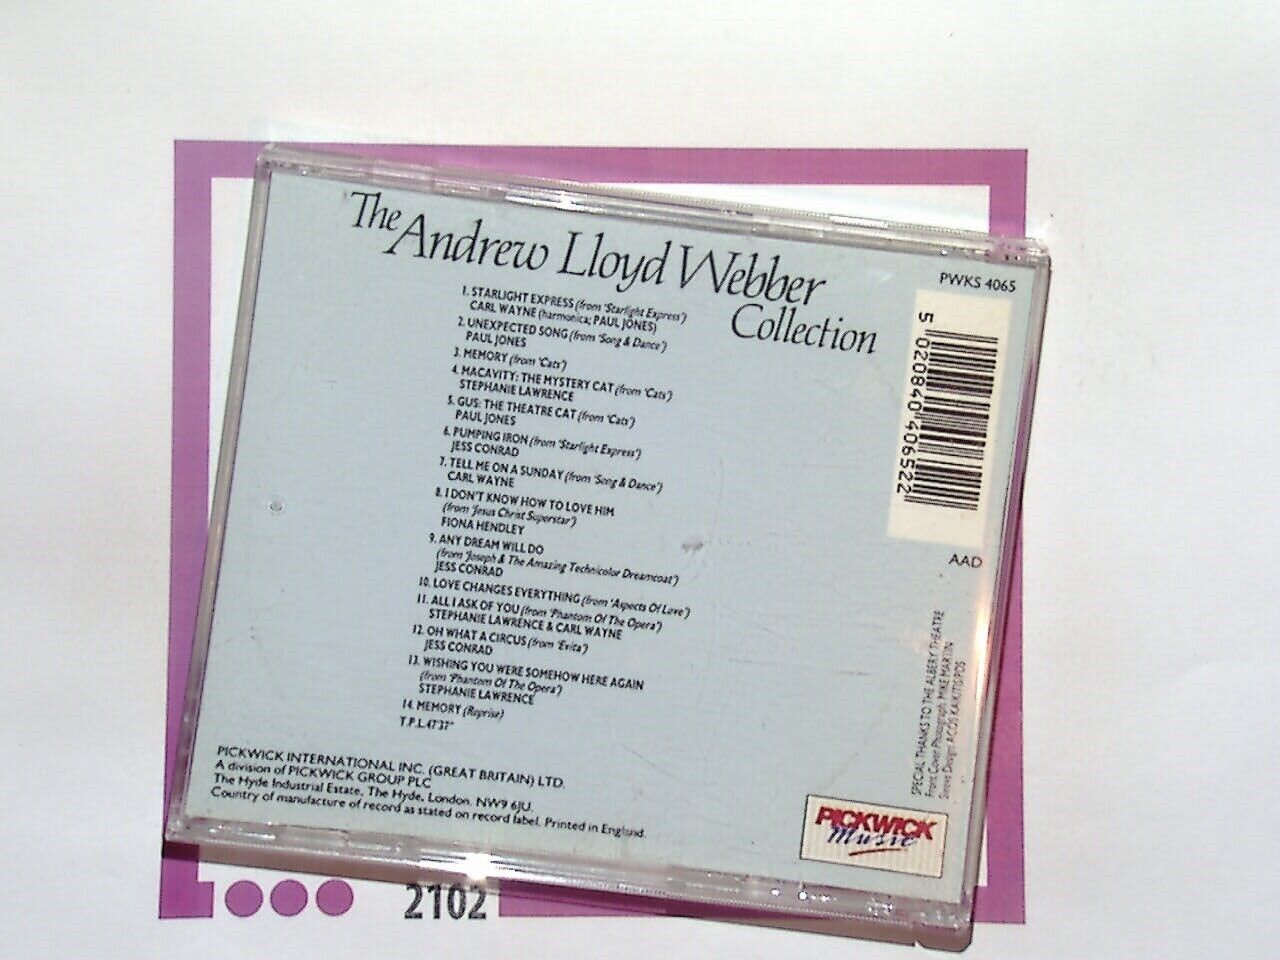 The
Andrew Lloyd Webber
Collection
PWKS 4065
1. STARLIGHT EXPRESS (from 'Starlight Express')
CARL WAYNE (harmonica; PAUL JONES)
2. UNEXPECTED SONG (from 'Song & Dance')
PAUL JONES
3. MEMORY (from 'Cats')
4. MACAVITY: THE MYSTERY CAT (from 'Cats')
STEPHANIE LAWRENCE
5. GUS: THE THEATRE CAT (from 'Cats')
PAUL JONES
6. PUMPING IRON (from 'Starlight Express')
JESS CONRAD
7. TELL ME ON A SUNDAY (from 'Song & Dance')
CARL WAYNE
8. I DON'T KNOW HOW TO LOVE HIM
(from 'Jesus Christ Superstar')
FIONA HENDLEY
9. ANY DREAM WILL DO
(from 'Joseph & The Amazing Technicolor Dreamcoat')
JESS CONRAD
10. LOVE CHANGES EVERYTHING (from 'Aspects Of Love')
11. ALL I ASK OF YOU (from 'Phantom Of The Opera')
STEPHANIE LAWRENCE & CARL WAYNE
12. OH WHAT A CIRCUS (from 'Evita')
JESS CONRAD
13. WISHING YOU WERE SOMEHOW HERE AGAIN
(from 'Phantom Of The Opera')
STEPHANIE LAWRENCE
14. MEMORY (Reprise)
T.P.L. 47'37"
5 020840 406522
AAD
SPECIAL THANKS TO THE ALBERY THEATRE
Front Cover Photograph: MIKE MARTIN
Sleeve Design:
PICKWICK INTERNATIONAL INC. (GREAT BRITAIN) LTD.
A division of PICKWICK GROUP PLC
The Hyde Industrial Estate, The Hyde, London. NW9 6JU.
Country of manufacture of record as stated on record label. Printed in England.
PICKWICK
Music
2102